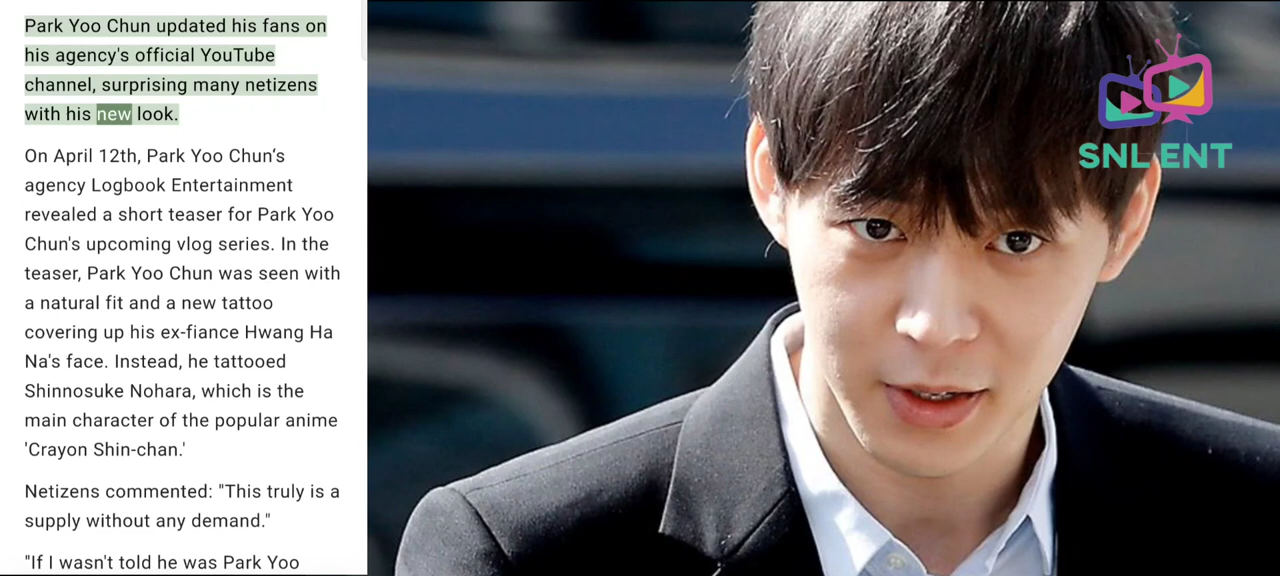 Park Yoo Chun updated his fans on
his agency's official YouTube
channel, surprising many netizens
with his new look.
On April 12th, Park Yoo Chun‘s
agency Logbook Entertainment
revealed a short teaser for Park Yoo
Chun's upcoming vlog series. In the
teaser, Park Yoo Chun was seen with
a natural fit and a new tattoo
covering up his ex-fiance Hwang Ha
Na's face. Instead, he tattooed
Shinnosuke Nohara, which is the
main character of the popular anime
'Crayon Shin-chan.'
Netizens commented: "This truly is a
supply without any demand."
"If I wasn't told he was Park Yoo
SNL ENT